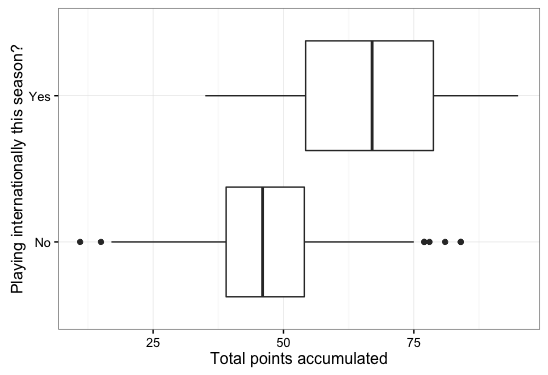 Playing internationally this season?
Yes
No
25
50
75
Total points accumulated